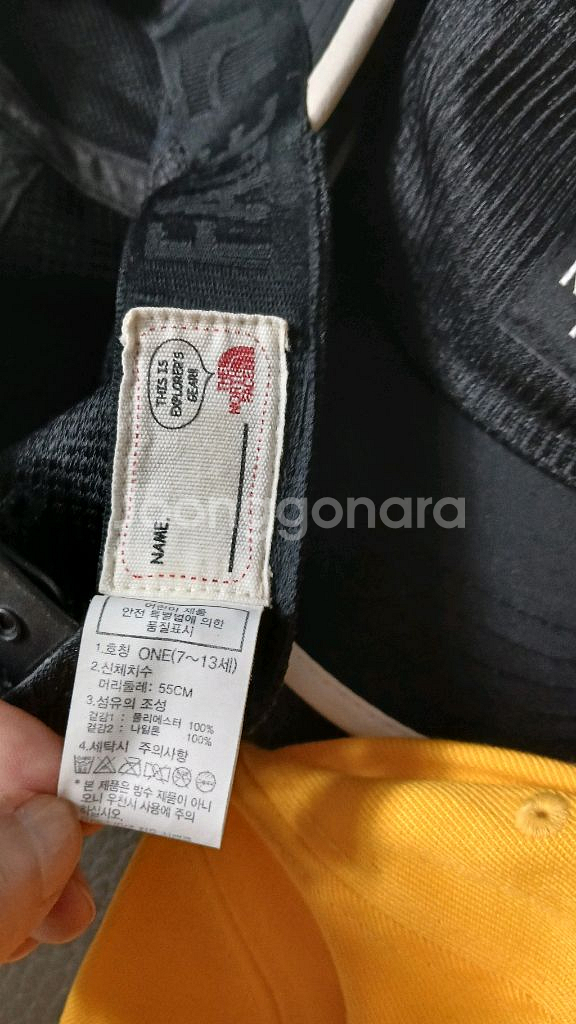 FACE
THIS IS
EXPLORER'S
GEAR!
THE
NORTH
FACE
NAME.
joonggonara
어린이 제품
안전 특별법에 의한
품질표시
1.호칭 ONE(7~13세)
2.신체치수
머리둘레: 55CM
3.섬유의 조성
겉감1 : 폴리에스터 100%
겉감2 : 나일론 100%
4.세탁시 주의사항
* 본 제품은 방수 제품이 아니
오니 우천시 사용에 주의
하십시오.